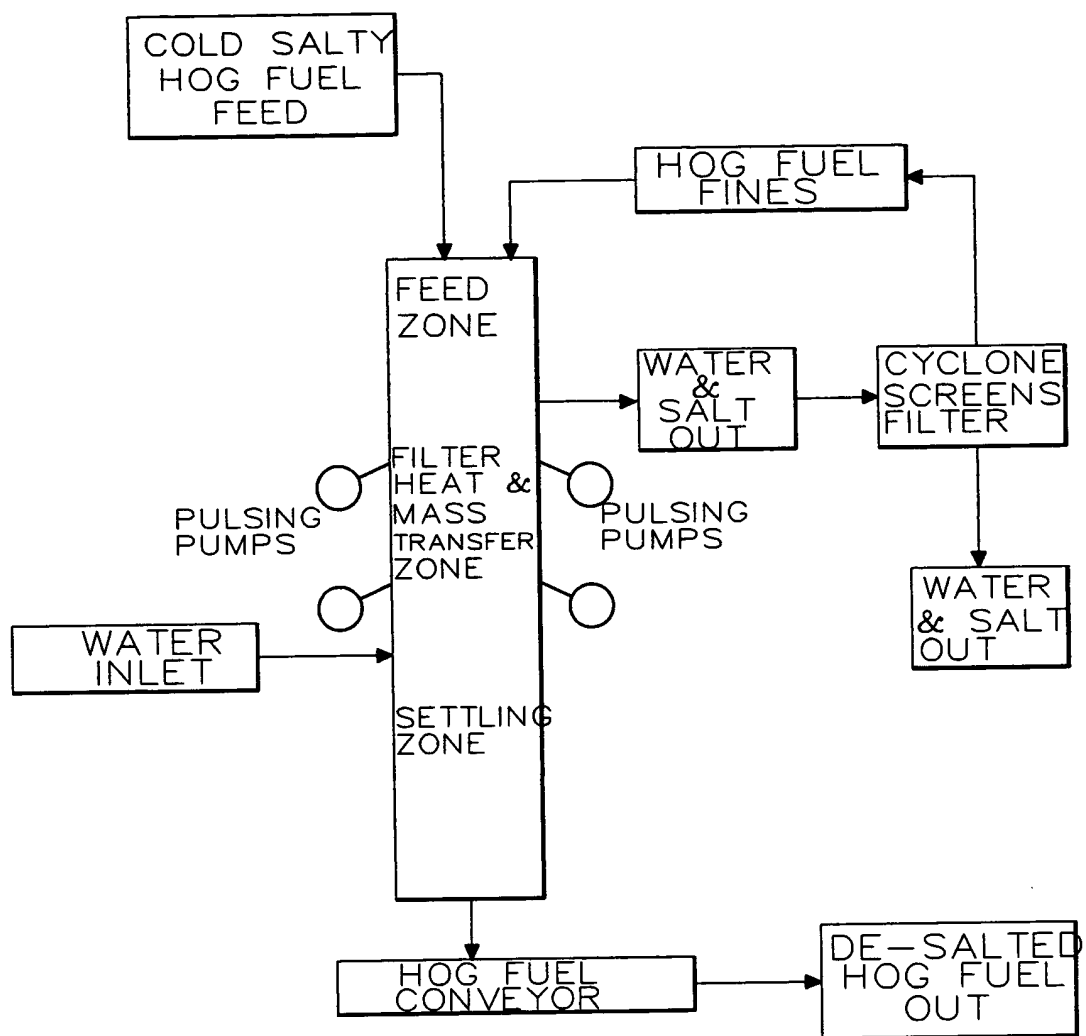 COLD SALTY
HOG FUEL
FEED
HOG FUEL
FINES
FEED
ZONE
WATER
&
SALT
OUT
CYCLONE
SCREENS
FILTER
FILTER
HEAT &
MASS
TRANSFER
ZONE
PULSING
PUMPS
PULSING
PUMPS
WATER
& SALT
OUT
WATER
INLET
SETTLING
ZONE
HOG FUEL
CONVEYOR
DE-SALTED
HOG FUEL
OUT